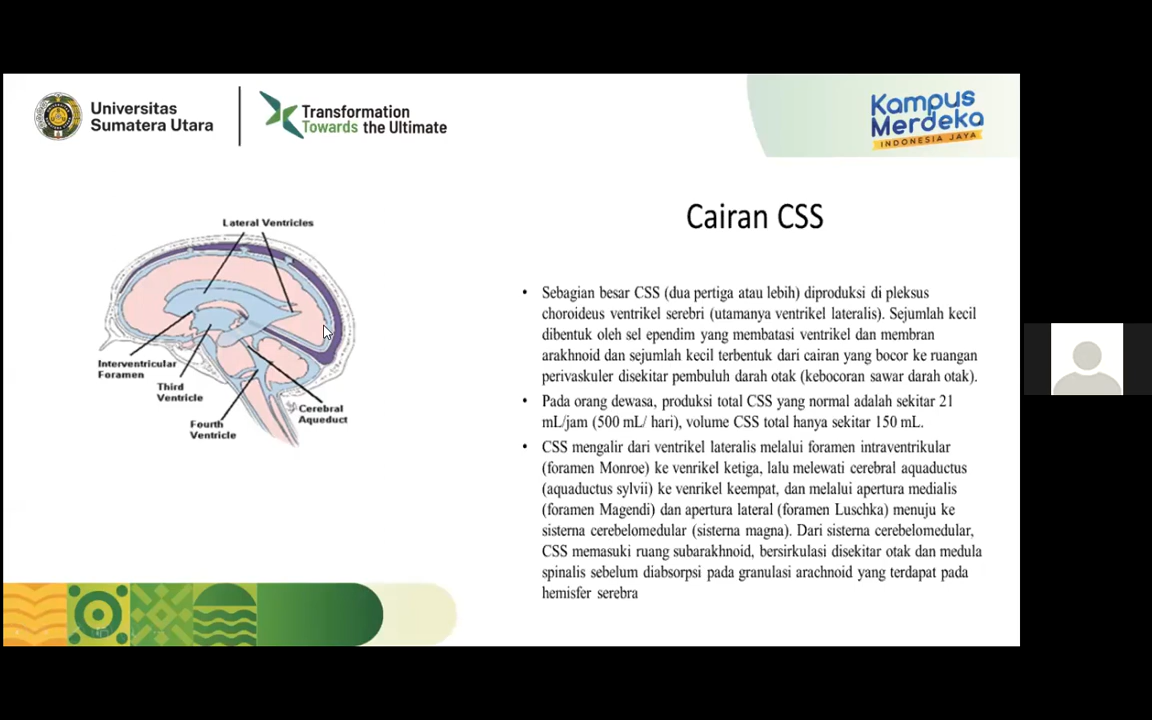 Universitas
Sumatera Utara
Transformation
Towards the Ultimate
Kampus
Merdeka
INDONESIA JAYA
Lateral Ventricles
Interventricular
Foramen
Third
Ventricle
Fourth
Ventricle
Cerebral
Aqueduct
Cairan CSS
• Sebagian besar CSS (dua pertiga atau lebih) diproduksi di pleksus
choroideus ventrikel serebri (utamanya ventrikel lateralis). Sejumlah kecil
dibentuk oleh sel ependim yang membatasi ventrikel dan membran
arakhnoid dan sejumlah kecil terbentuk dari cairan yang bocor ke ruangan
perivaskuler disekitar pembuluh darah otak (kebocoran sawar darah otak).
• Pada orang dewasa, produksi total CSS yang normal adalah sekitar 21
mL/jam (500 mL/ hari), volume CSS total hanya sekitar 150 mL.
• CSS mengalir dari ventrikel lateralis melalui foramen intraventrikular
(foramen Monroe) ke venrikel ketiga, lalu melewati cerebral aquaductus
(aquaductus sylvii) ke venrikel keempat, dan melalui apertura medialis
(foramen Magendi) dan apertura lateral (foramen Luschka) menuju ke
sisterna cerebelomedular (sisterna magna). Dari sisterna cerebelomedular,
CSS memasuki ruang subarakhnoid, bersirkulasi disekitar otak dan medula
spinalis sebelum diabsorpsi pada granulasi arachnoid yang terdapat pada
hemisfer serebra